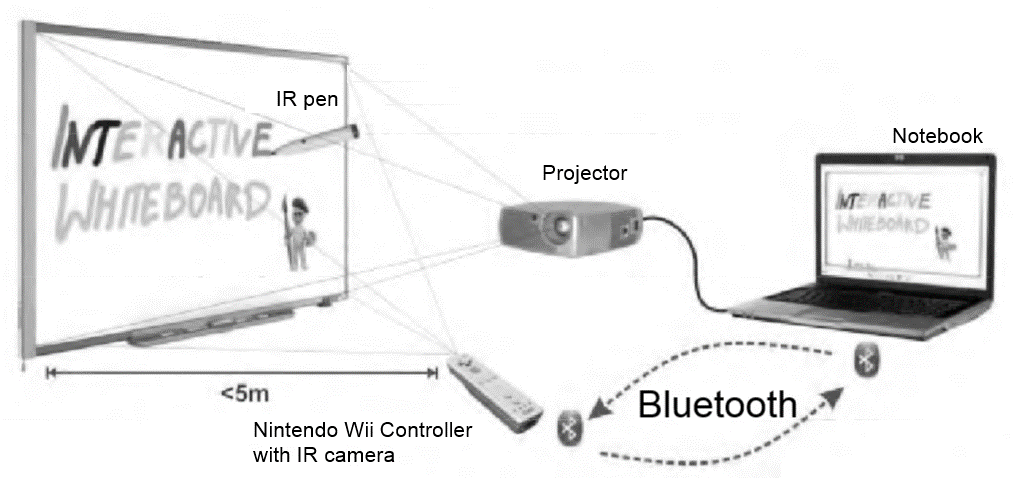 IR pen
INTERACTIVE
WHITEBOARD
Projector
Notebook
INTERACTIVE
WHITEBOARD
<5m
Nintendo Wii Controller
with IR camera
Bluetooth